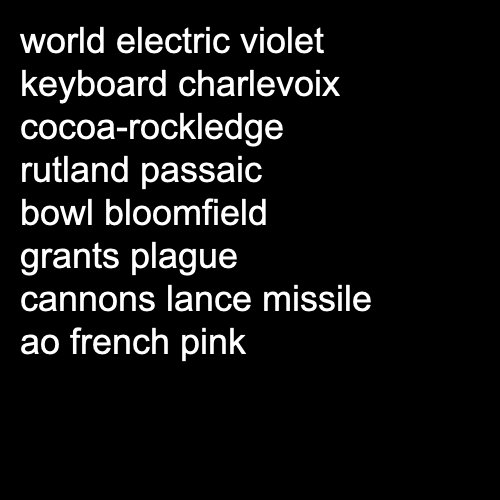 world electric violet
keyboard charlevoix
cocoa-rockledge
rutland passaic
bowl bloomfield
grants plague
cannons lance missile
ao french pink